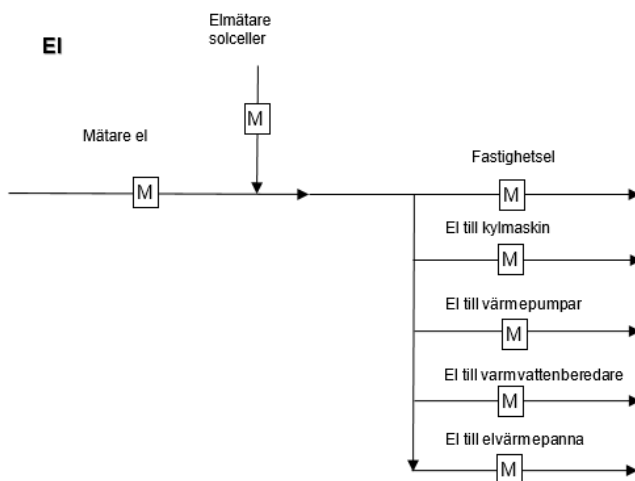 Elmätare
solceller
El
M
Mätare el
M
Fastighetsel
M
El till kylmaskin
M
El till värmepumpar
M
El till varmvattenberedare
M
El till elvärmepanna
M